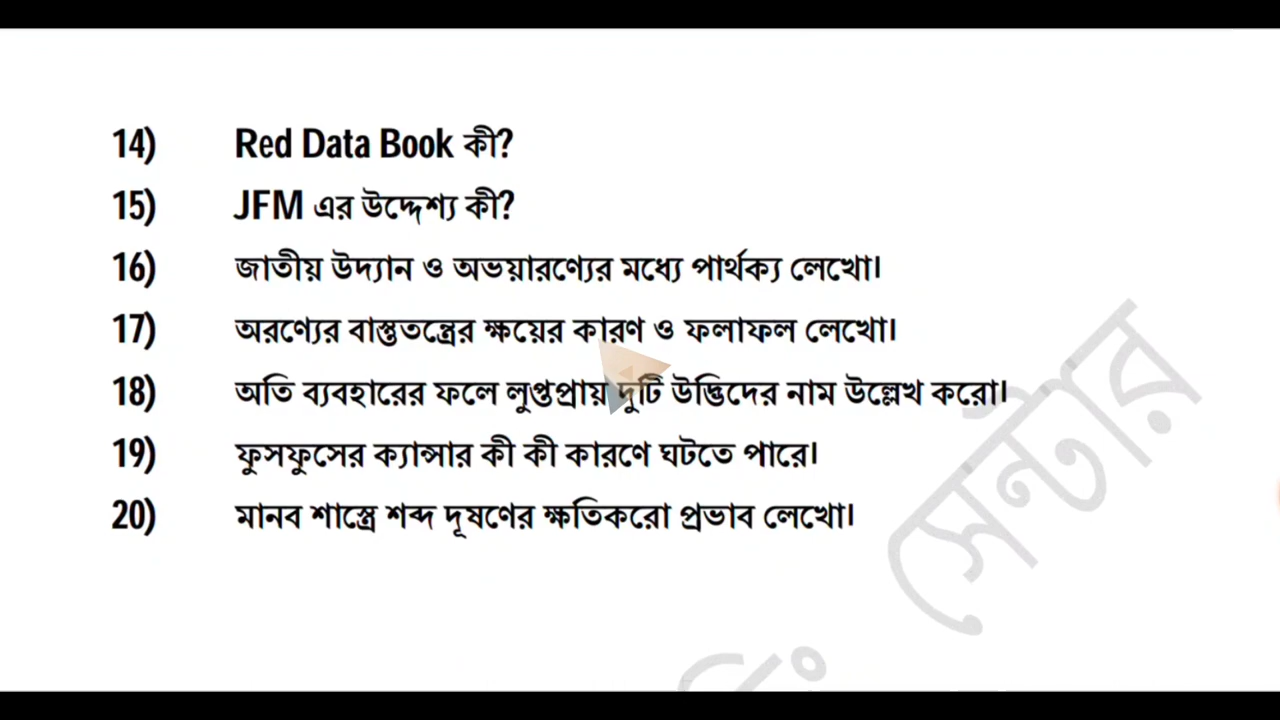 14) Red Data Book কী?
15) JFM এর উদ্দেশ্য কী?
16) জাতীয় উদ্যান ও অভয়ারণ্যের মধ্যে পার্থক্য লেখো।
17) অরণ্যের বাস্তুতন্ত্রের ক্ষয়ের কারণ ও ফলাফল লেখো।
18) অতি ব্যবহারের ফলে লুপ্তপ্রায় দুটি উদ্ভিদের নাম উল্লেখ করো।
19) ফুসফুসের ক্যান্সার কী কী কারণে ঘটতে পারে।
20) মানব শাস্ত্রে শব্দ দূষণের ক্ষতিকরো প্রভাব লেখো।
সেন্টার